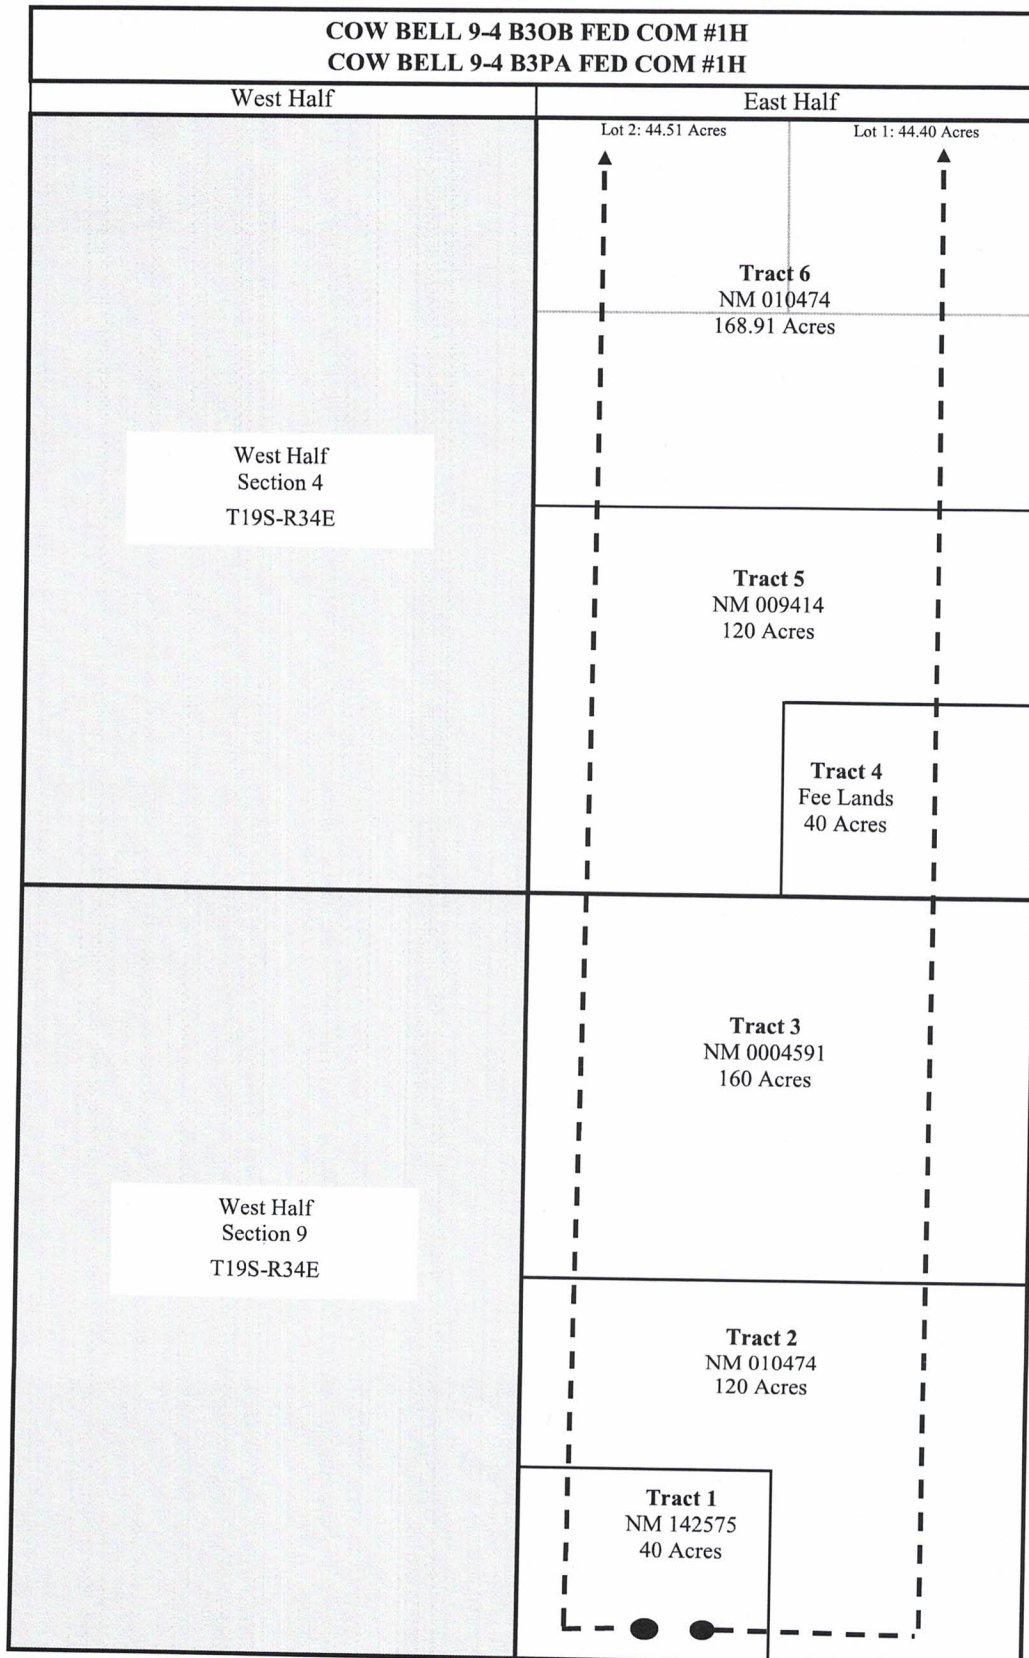 COW BELL 9-4 B3OB FED COM #1H
COW BELL 9-4 B3PA FED COM #1H
West Half
East Half
Lot 2: 44.51 Acres
Lot 1: 44.40 Acres
Tract 6
NM 010474
168.91 Acres
West Half
Section 4
T19S-R34E
Tract 5
NM 009414
120 Acres
Tract 4
Fee Lands
40 Acres
Tract 3
NM 0004591
160 Acres
West Half
Section 9
T19S-R34E
Tract 2
NM 010474
120 Acres
Tract 1
NM 142575
40 Acres